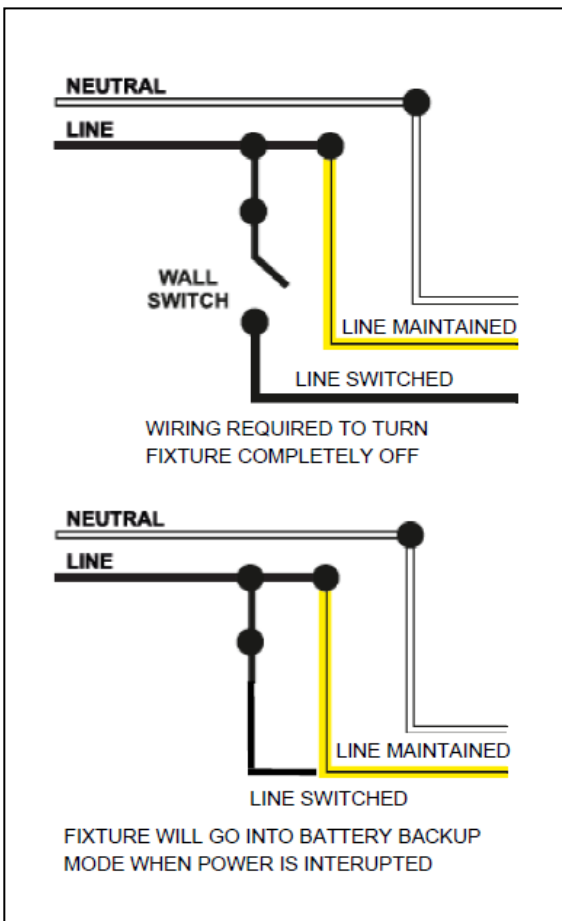 NEUTRAL
LINE
WALL
SWITCH
LINE MAINTAINED
LINE SWITCHED
WIRING REQUIRED TO TURN
FIXTURE COMPLETELY OFF
NEUTRAL
LINE
LINE MAINTAINED
LINE SWITCHED
FIXTURE WILL GO INTO BATTERY BACKUP
MODE WHEN POWER IS INTERUPTED